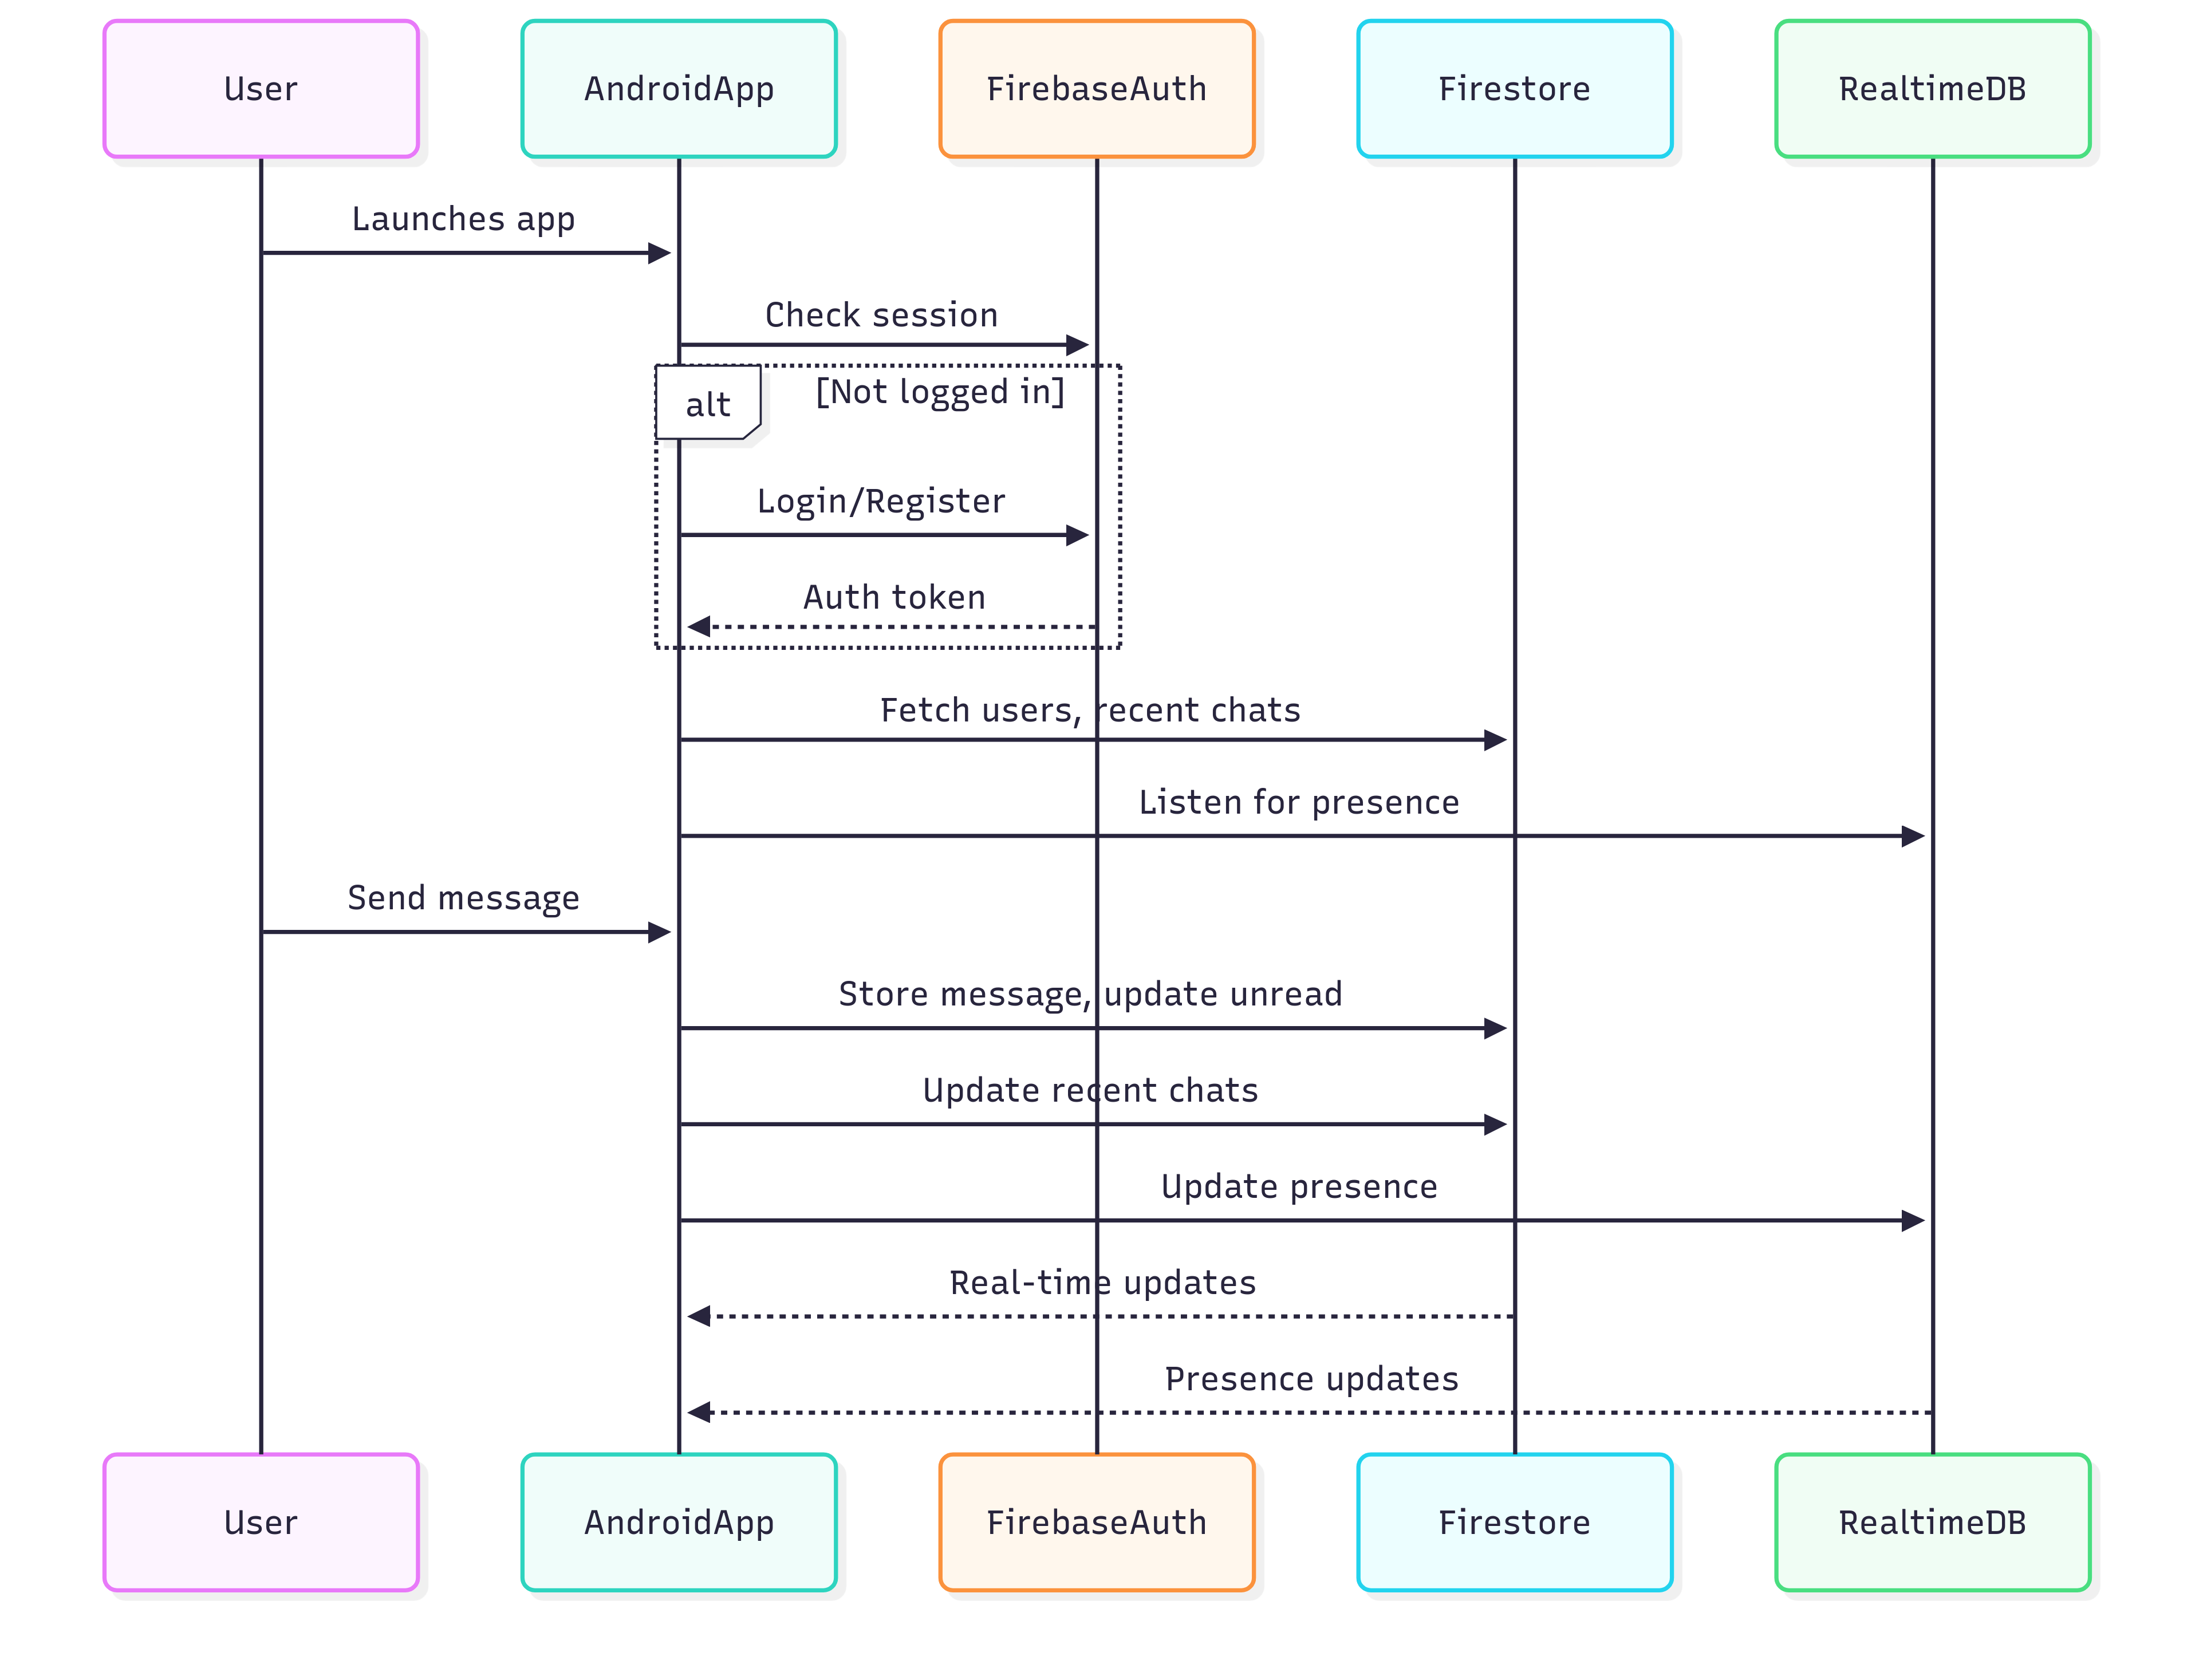 User
AndroidApp
FirebaseAuth
Firestore
RealtimeDB
Launches app
Check session
alt
[Not logged in]
Login/Register
Auth token
Fetch users, recent chats
Listen for presence
Send message
Store message, update unread
Update recent chats
Update presence
Real-time updates
Presence updates
User
AndroidApp
FirebaseAuth
Firestore
RealtimeDB